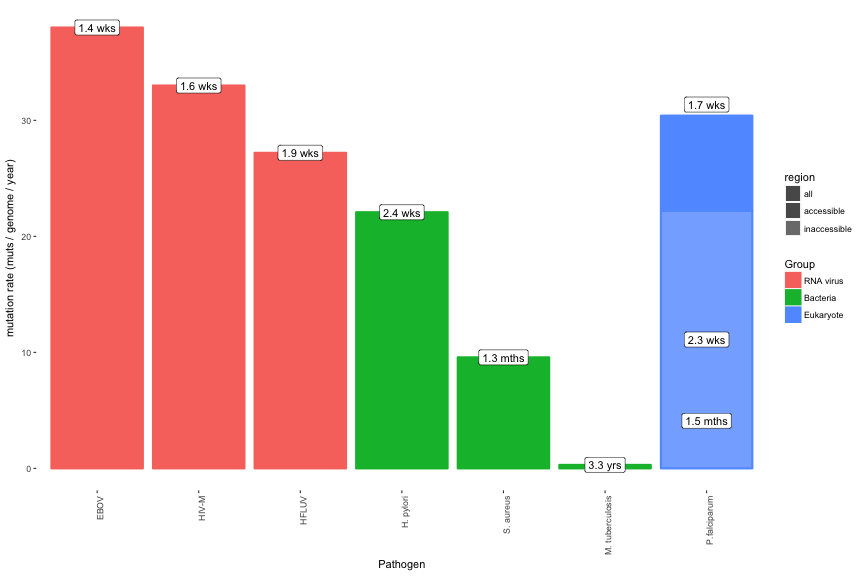 mutation rate (muts / genome / year)
30
20
10
0
1.4 wks
1.6 wks
1.9 wks
2.4 wks
1.3 mths
3.3 yrs
1.7 wks
2.3 wks
1.5 mths
EBOV
HIV-M
HFLUV
H. pylori
S. aureus
M. tuberculosis
P.falciparum
Pathogen
region
all
accessible
inaccessible
Group
RNA virus
Bacteria
Eukaryote